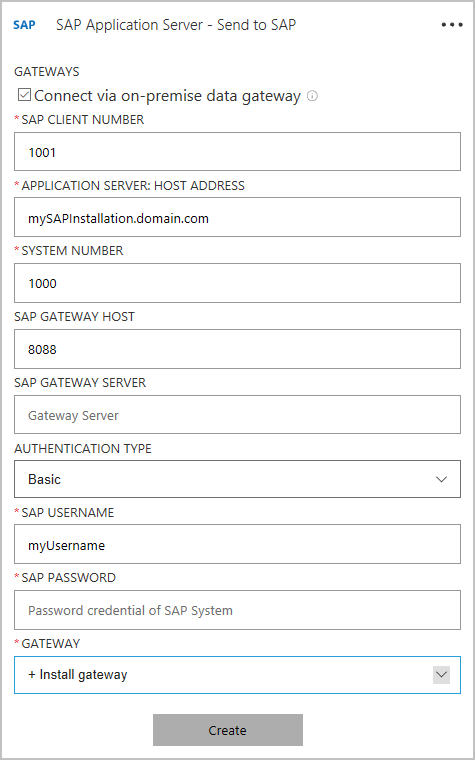 SAP SAP Application Server - Send to SAP
GATEWAYS
Connect via on-premise data gateway
* SAP CLIENT NUMBER
1001
* APPLICATION SERVER: HOST ADDRESS
mySAPInstallation.domain.com
* SYSTEM NUMBER
1000
SAP GATEWAY HOST
8088
SAP GATEWAY SERVER
Gateway Server
AUTHENTICATION TYPE
Basic
* SAP USERNAME
myUsername
* SAP PASSWORD
Password credential of SAP System
* GATEWAY
+ Install gateway
Create